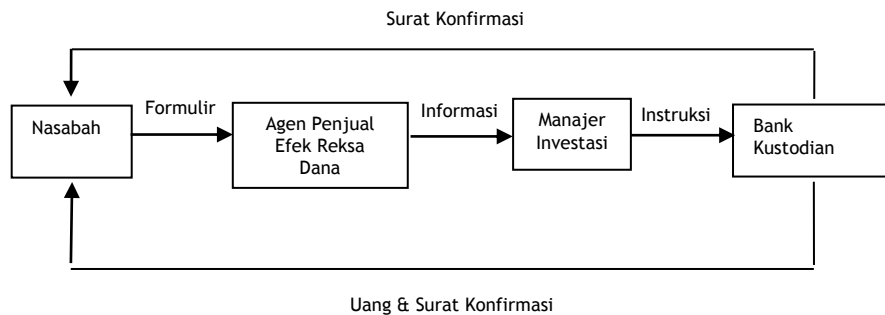 Surat Konfirmasi
Nasabah
Formulir
Agen Penjual
Efek Reksa
Dana
Informasi
Manajer
Investasi
Instruksi
Bank
Kustodian
Uang & Surat Konfirmasi